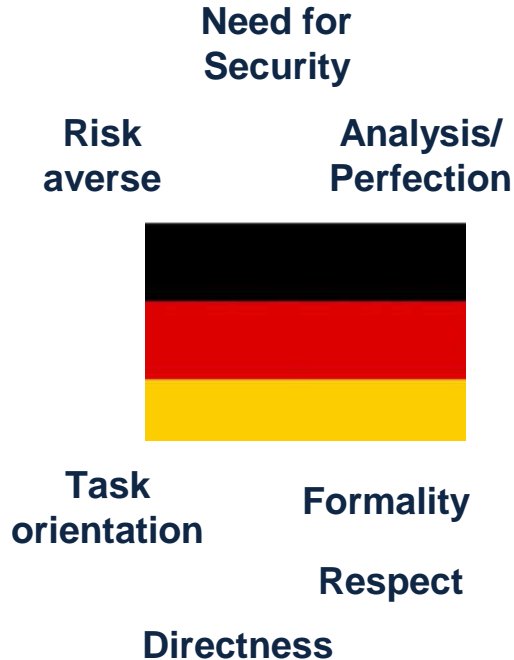 Need for
Security
Risk
averse
Analysis/
Perfection
Task
orientation
Formality
Respect
Directness